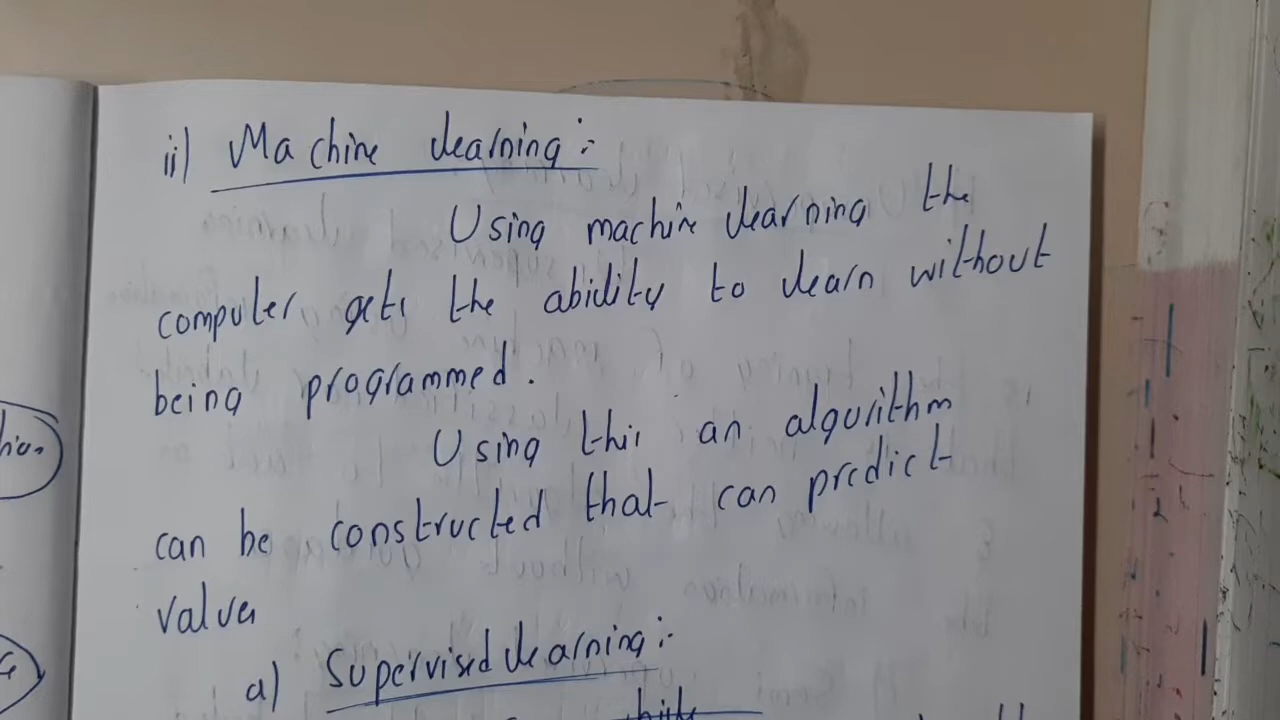 ii) Machine learning :-
Using machine learning the
computer gets the ability to learn without
being programmed.
Using this an algorithm
can be constructed that can predict
values
a) Supervised learning :-